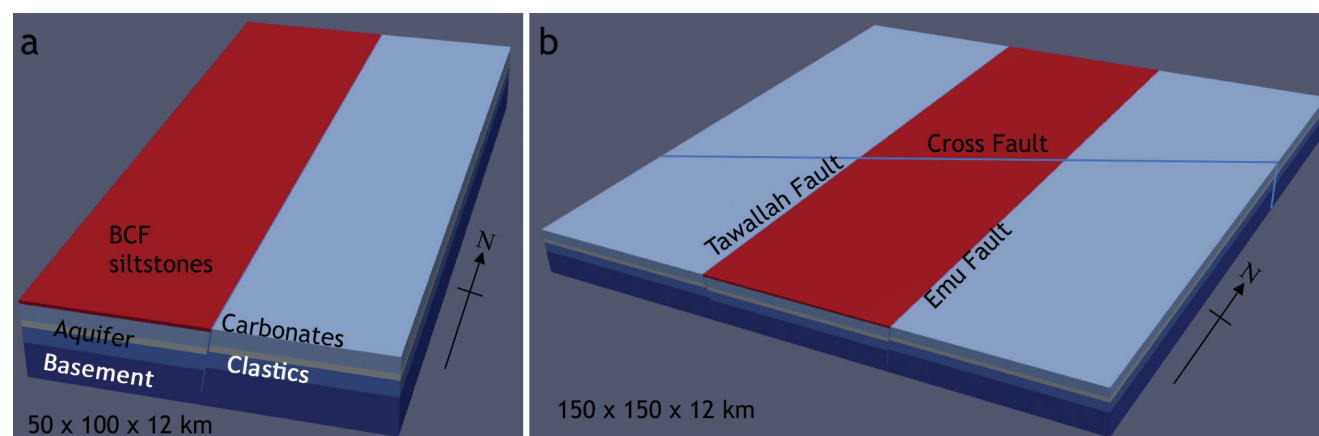 a
BCF
siltstones
N
Aquifer
Carbonates
Basement
Clastics
50 x 100 x 12 km
b
Cross Fault
Tawallah Fault
Emu Fault
N
150 x 150 x 12 km